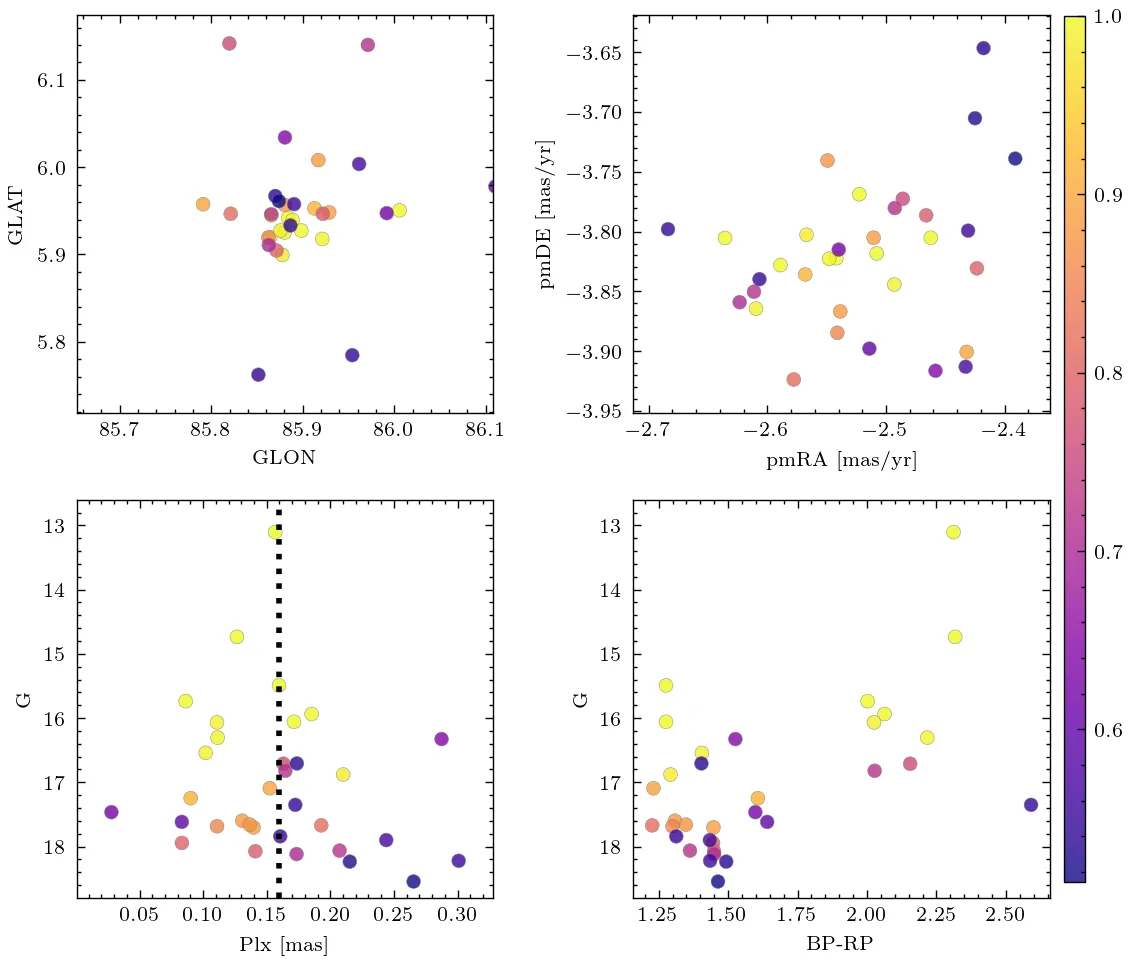 6.1
6.0
5.9
5.8
GLAT
85.7 85.8 85.9 86.0 86.1
GLON
−3.65
−3.70
−3.75
−3.80
−3.85
−3.90
−3.95
pmDE [mas/yr]
−2.7 −2.6 −2.5 −2.4
pmRA [mas/yr]
1.0
0.9
0.8
0.7
0.6
13
14
15
16
17
18
G
0.05 0.10 0.15 0.20 0.25 0.30
Plx [mas]
13
14
15
16
17
18
G
1.25 1.50 1.75 2.00 2.25 2.50
BP-RP